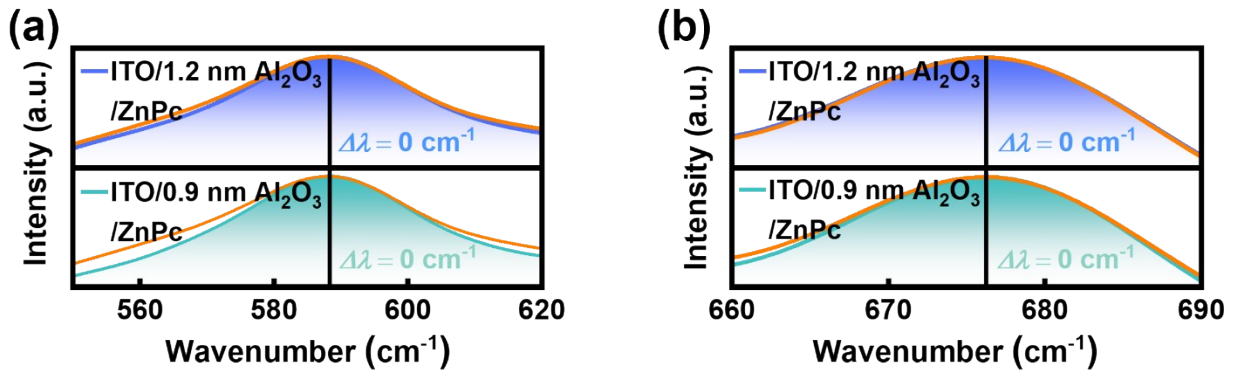 (a)
Intensity (a.u.)
ITO/1.2 nm Al₂O₃
/ZnPc
Δλ = 0 cm⁻¹
ITO/0.9 nm Al₂O₃
/ZnPc
Δλ = 0 cm⁻¹
560 580 600 620
Wavenumber (cm⁻¹)
(b)
Intensity (a.u.)
ITO/1.2 nm Al₂O₃
/ZnPc
Δλ = 0 cm⁻¹
ITO/0.9 nm Al₂O₃
/ZnPc
Δλ = 0 cm⁻¹
660 670 680 690
Wavenumber (cm⁻¹)